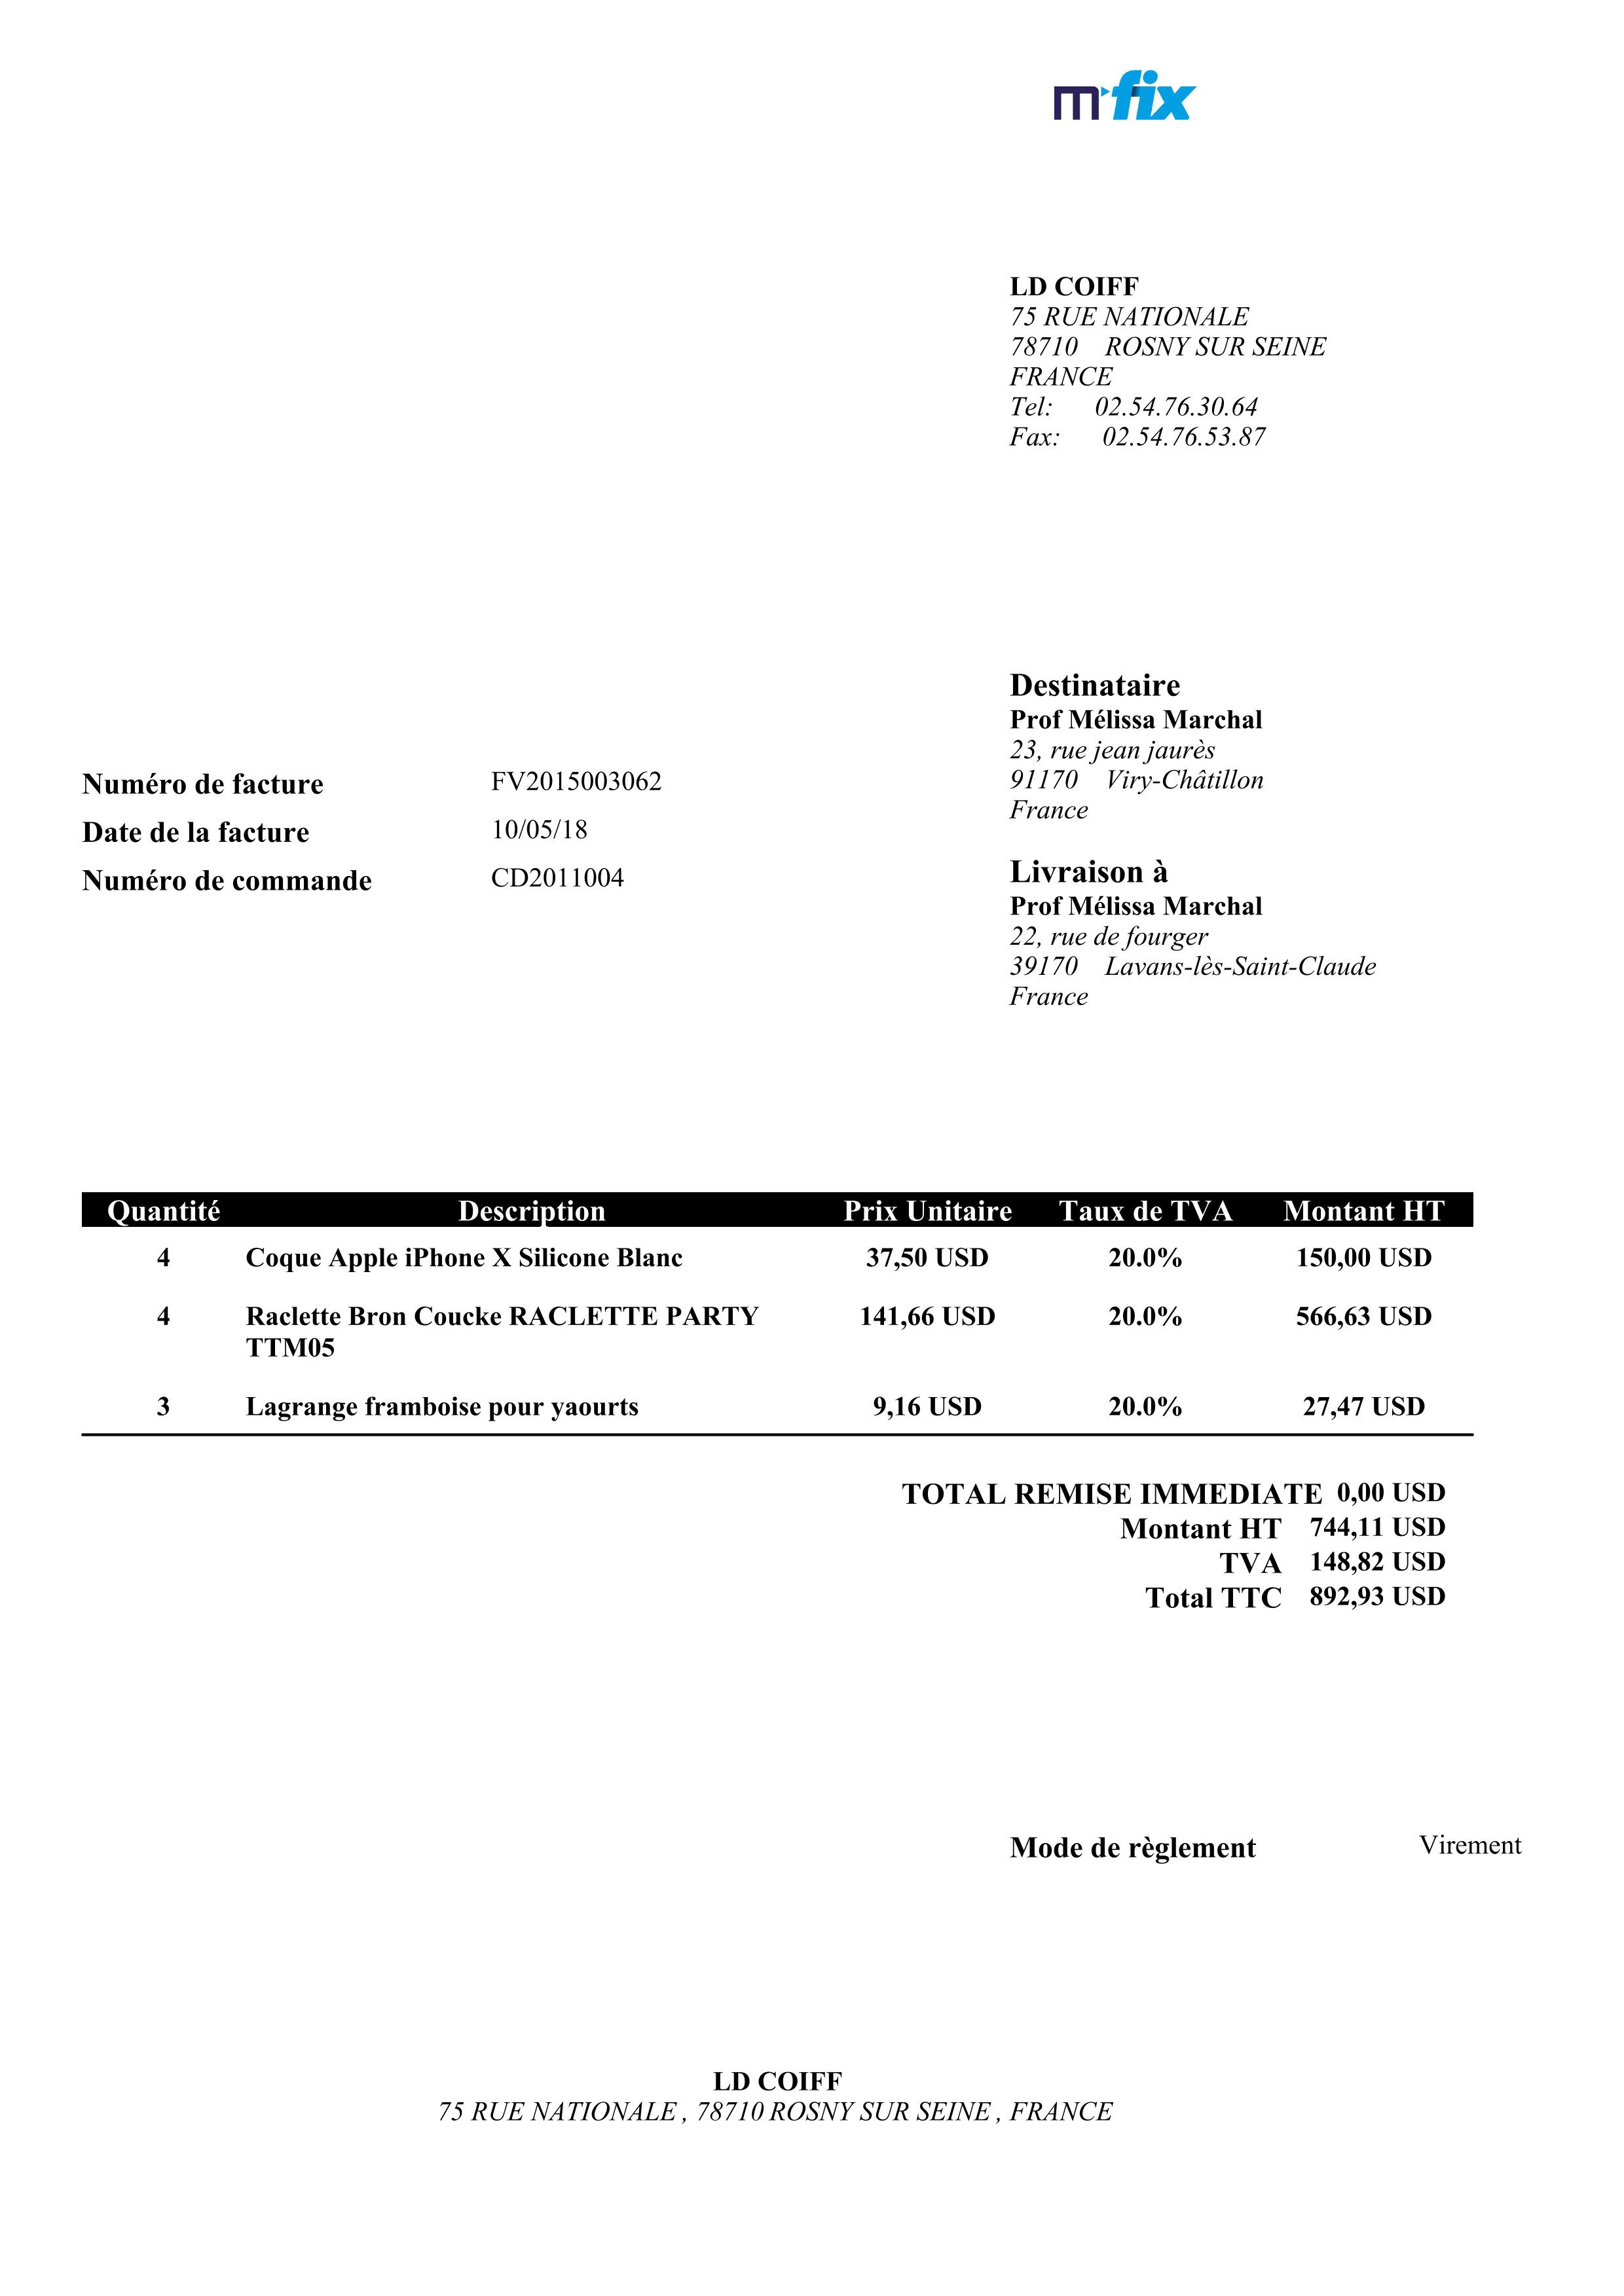 m fix
LD COIFF
75 RUE NATIONALE
78710 ROSNY SUR SEINE
FRANCE
Tel: 02.54.76.30.64
Fax: 02.54.76.53.87
Numéro de facture FV2015003062
Date de la facture 10/05/18
Numéro de commande CD2011004
Destinataire
Prof Mélissa Marchal
23, rue jean jaurès
91170 Viry-Châtillon
France
Livraison à
Prof Mélissa Marchal
22, rue de fourger
39170 Lavans-lès-Saint-Claude
France
Quantité Description Prix Unitaire Taux de TVA Montant HT
4 Coque Apple iPhone X Silicone Blanc 37,50 USD 20.0% 150,00 USD
4 Raclette Bron Coucke RACLETTE PARTY 141,66 USD 20.0% 566,63 USD
TTM05
3 Lagrange framboise pour yaourts 9,16 USD 20.0% 27,47 USD
TOTAL REMISE IMMEDIATE 0,00 USD
Montant HT 744,11 USD
TVA 148,82 USD
Total TTC 892,93 USD
Mode de règlement Virement
LD COIFF
75 RUE NATIONALE , 78710 ROSNY SUR SEINE , FRANCE